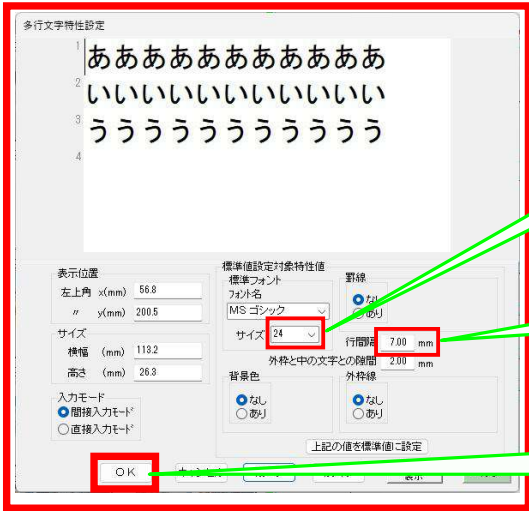 多行文字特性設定
1 あああああああああああ
2 いいいいいいいいいいい
3 ううううううううううう
4
表示位置
左上角 x(mm) 56.8
〃 y(mm) 200.5
サイズ
横幅 (mm) 113.2
高さ (mm) 26.3
入力モード
間接入力モード
直接入力モード
標準値設定対象特性値
標準フォント
フォント名
MS ゴシック
サイズ 24
罫線
なし
あり
行間隔 7.00 mm
外枠と中の文字との隙間 2.00 mm
背景色
なし
あり
外枠線
なし
あり
上記の値を標準値に設定
OK
表示